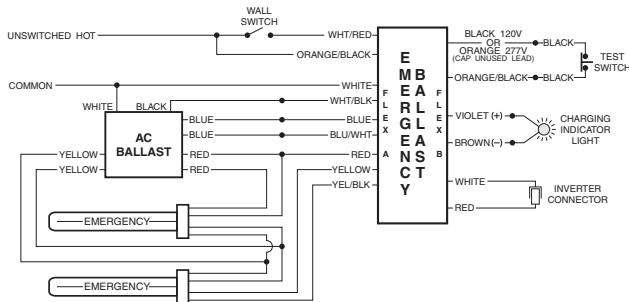 WALL
SWITCH
UNSWITCHED HOT
WHT/RED
ORANGE/BLACK
COMMON
WHITE
WHITE
BLACK
WHT/BLK
AC
BALLAST
BLUE
BLUE
BLUE
BLU/WHT
YELLOW
YELLOW
RED
RED
RED
YELLOW
YEL/BLK
EMERGENCY
EMERGENCY
FLEX A
EMERGENCY
BALLAST
FLEX B
BLACK 120V
OR
ORANGE 277V
(CAP UNUSED LEAD)
BLACK
ORANGE/BLACK
BLACK
TEST
SWITCH
VIOLET (+)
BROWN (–)
CHARGING
INDICATOR
LIGHT
WHITE
RED
INVERTER
CONNECTOR